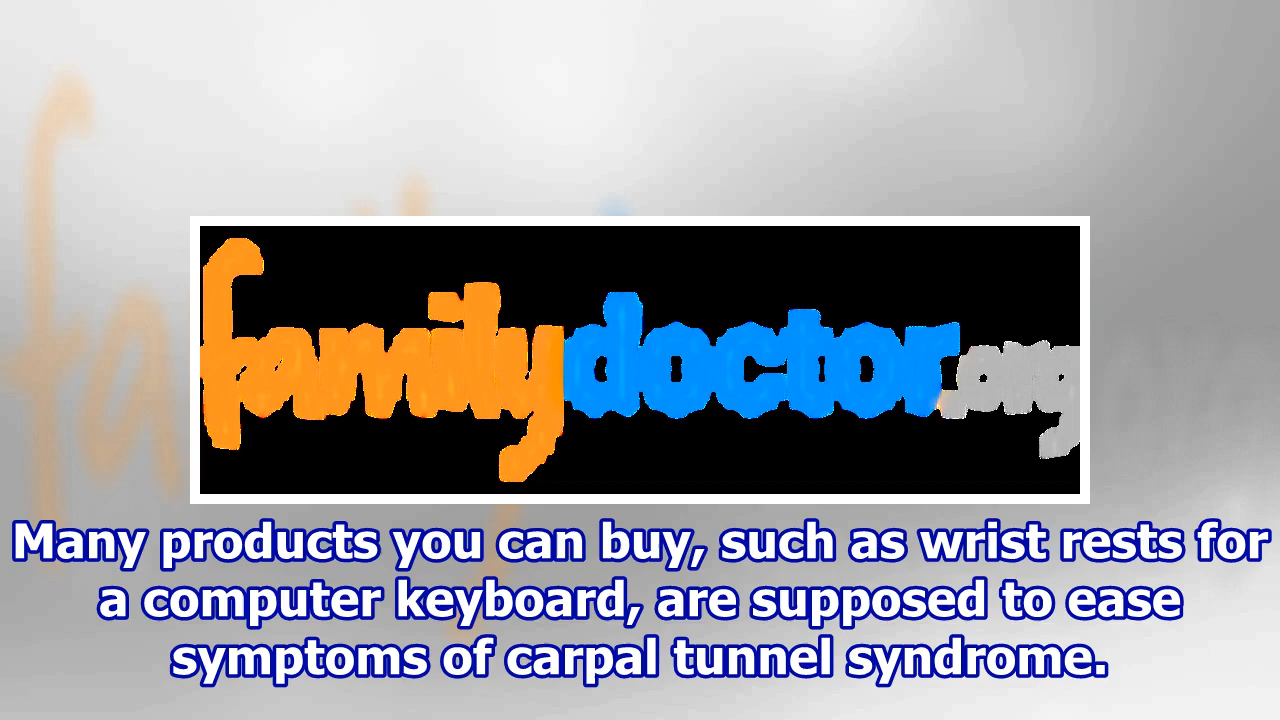 familydoctor.org
Many products you can buy, such as wrist rests for
a computer keyboard, are supposed to ease
symptoms of carpal tunnel syndrome.